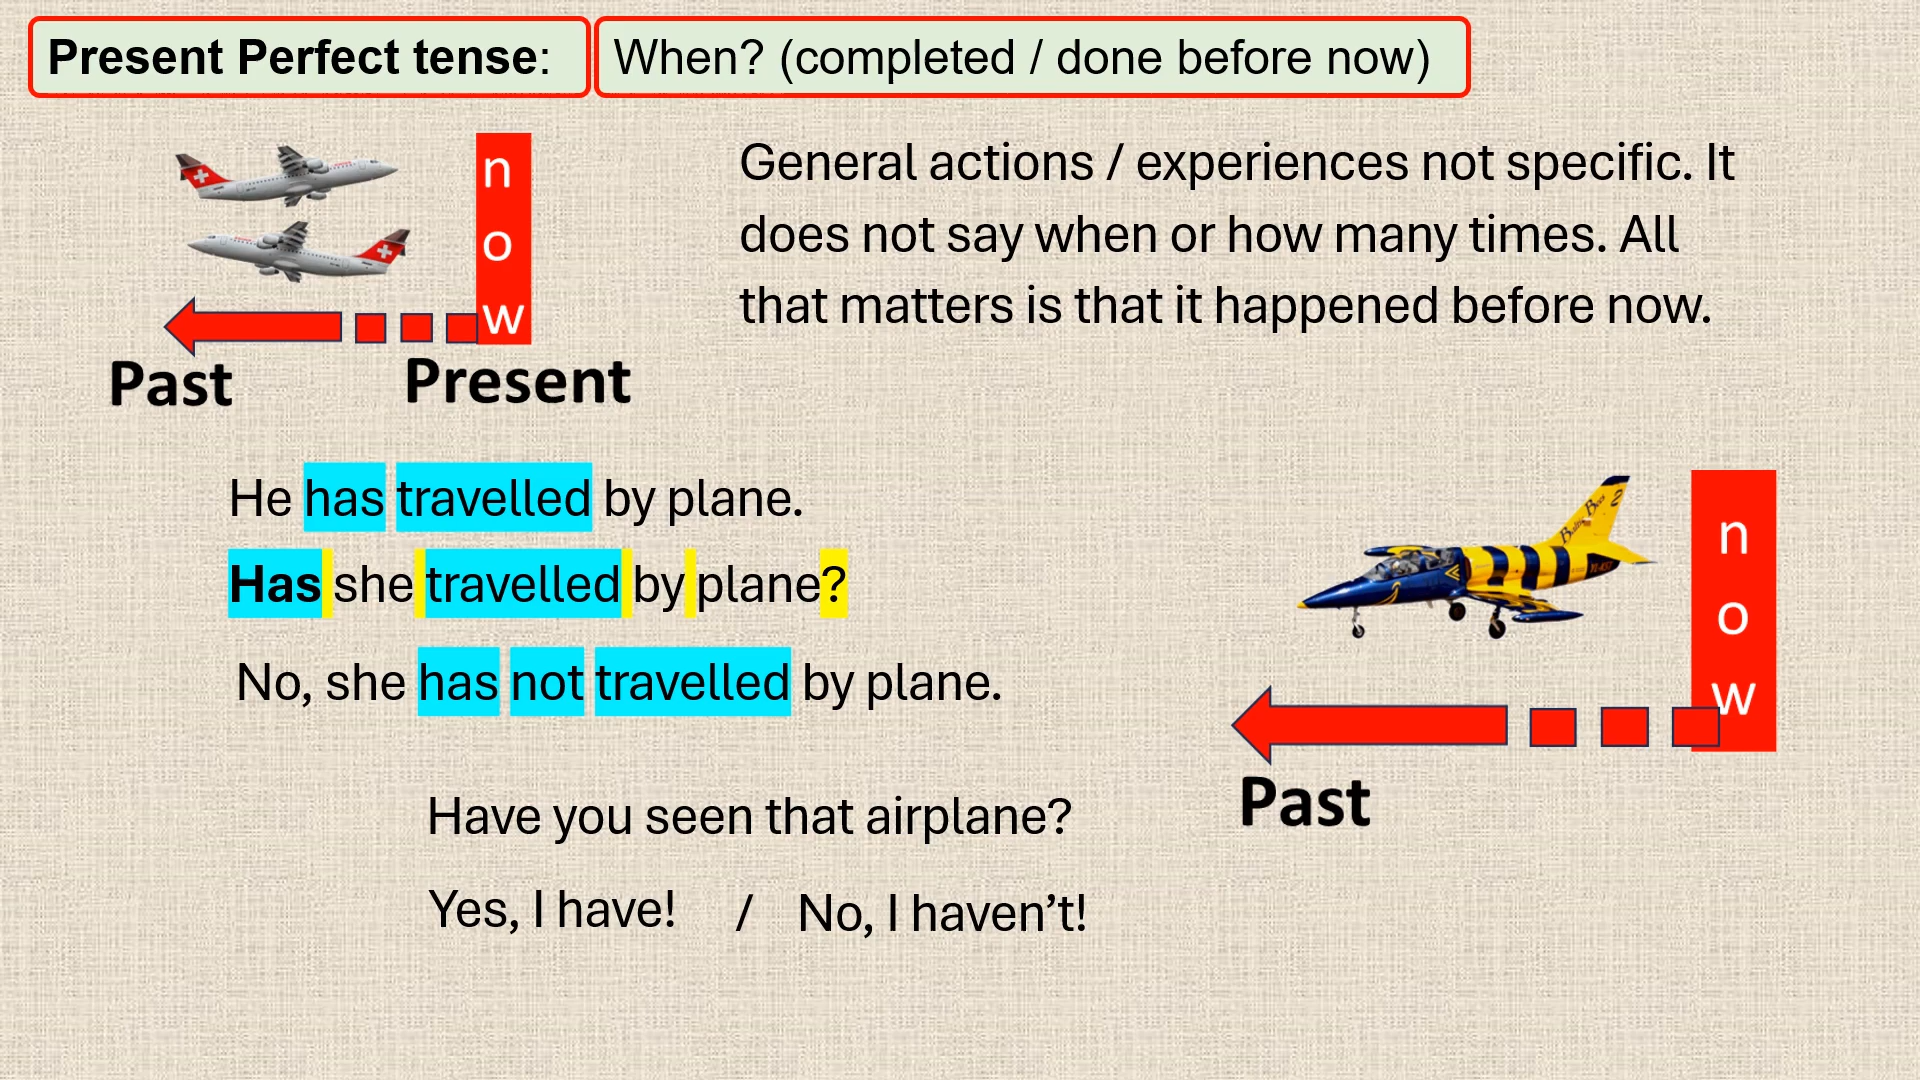 Present Perfect tense:
When? (completed / done before now)
n
o
w
Past
Present
General actions / experiences not specific. It
does not say when or how many times. All
that matters is that it happened before now.
He has travelled by plane.
Has she travelled by plane?
No, she has not travelled by plane.
Baltic Bees 2
n
o
w
Past
Have you seen that airplane?
Yes, I have! / No, I haven’t!